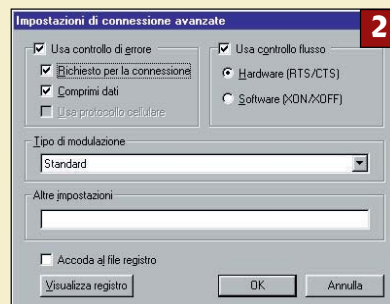 Impostazioni di connessione avanzate
2
Usa controllo di errore
Richiesto per la connessione
Comprimi dati
Usa protocollo cellulare
Usa controllo flusso
Hardware (RTS/CTS)
Software (XON/XOFF)
Tipo di modulazione
Standard
Altre impostazioni
Accoda al file registro
Visualizza registro
OK
Annulla